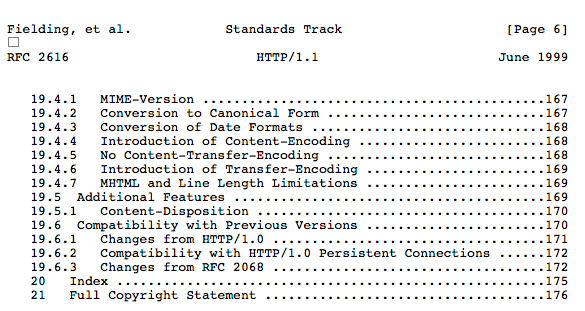 Fielding, et al. Standards Track [Page 6]
RFC 2616 HTTP/1.1 June 1999
19.4.1 MIME-Version ............................................167
19.4.2 Conversion to Canonical Form ............................167
19.4.3 Conversion of Date Formats ..............................168
19.4.4 Introduction of Content-Encoding ........................168
19.4.5 No Content-Transfer-Encoding ............................168
19.4.6 Introduction of Transfer-Encoding .......................169
19.4.7 MHTML and Line Length Limitations .......................169
19.5 Additional Features ........................................169
19.5.1 Content-Disposition .....................................170
19.6 Compatibility with Previous Versions .......................170
19.6.1 Changes from HTTP/1.0 ...................................171
19.6.2 Compatibility with HTTP/1.0 Persistent Connections ......172
19.6.3 Changes from RFC 2068 ...................................172
20 Index ........................................................175
21 Full Copyright Statement .....................................176